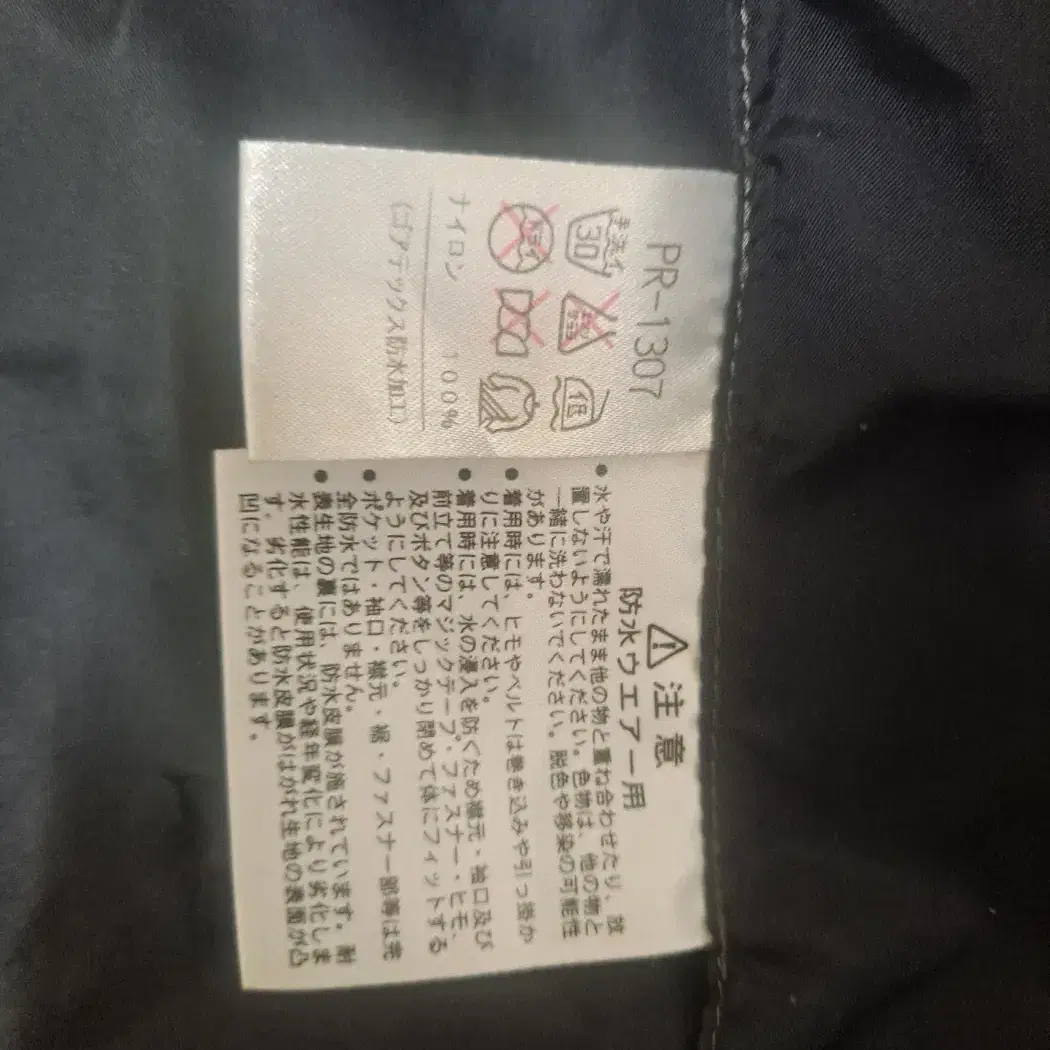 PR-1307
手洗イ
30
低
ナイロン 100%
(ゴアテックス防水加工)
注意
防水ウエアー用
● 水や汗で濡れたまま他の物と重ね合わせたり、放
置しないようにしてください。色物は、他の物と
一緒に洗わないでください。脱色や移染の可能性
があります。
● 着用時には、ヒモやベルトは巻き込みや引っ掛か
りに注意してください。
● 着用時には、水の浸入を防ぐため襟元・袖口及び
前立て等のマジックテープ・ファスナー・ヒモ、
及びボタン等をしっかり閉めて体にフィットする
ようにしてください。
● ポケット・袖口・襟元・裾・ファスナー部等は完
全防水ではありません。
● 表生地の裏には、防水皮膜が施されています。耐
水性能は、使用状況や経年変化により劣化しま
す。劣化すると防水皮膜がはがれ生地の表面が凸
凹になることがあります。